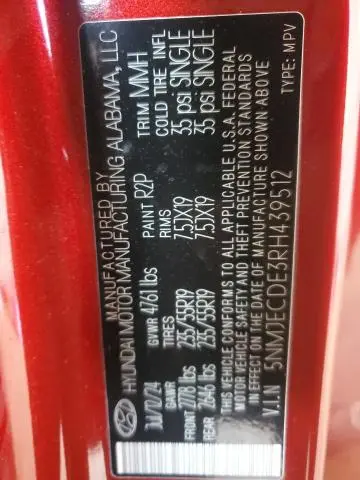 MANUFACTURED BY
HYUNDAI MOTOR MANUFACTURING ALABAMA, LLC
GVWR 4761 lbs PAINT R2P TRIM MMH
GAWR TIRES RIMS COLD TIRE INFL
FRONT 2778 lbs 235/55R19 7.5JX19 35 psi SINGLE
REAR 2646 lbs 235/55R19 7.5JX19 35 psi SINGLE
THIS VEHICLE CONFORMS TO ALL APPLICABLE U.S.A. FEDERAL
MOTOR VEHICLE SAFETY AND THEFT PREVENTION STANDARDS
IN EFFECT ON THE DATE OF MANUFACTURE SHOWN ABOVE
V.I.N 5NMJECDE3RH439512 TYPE: MPV